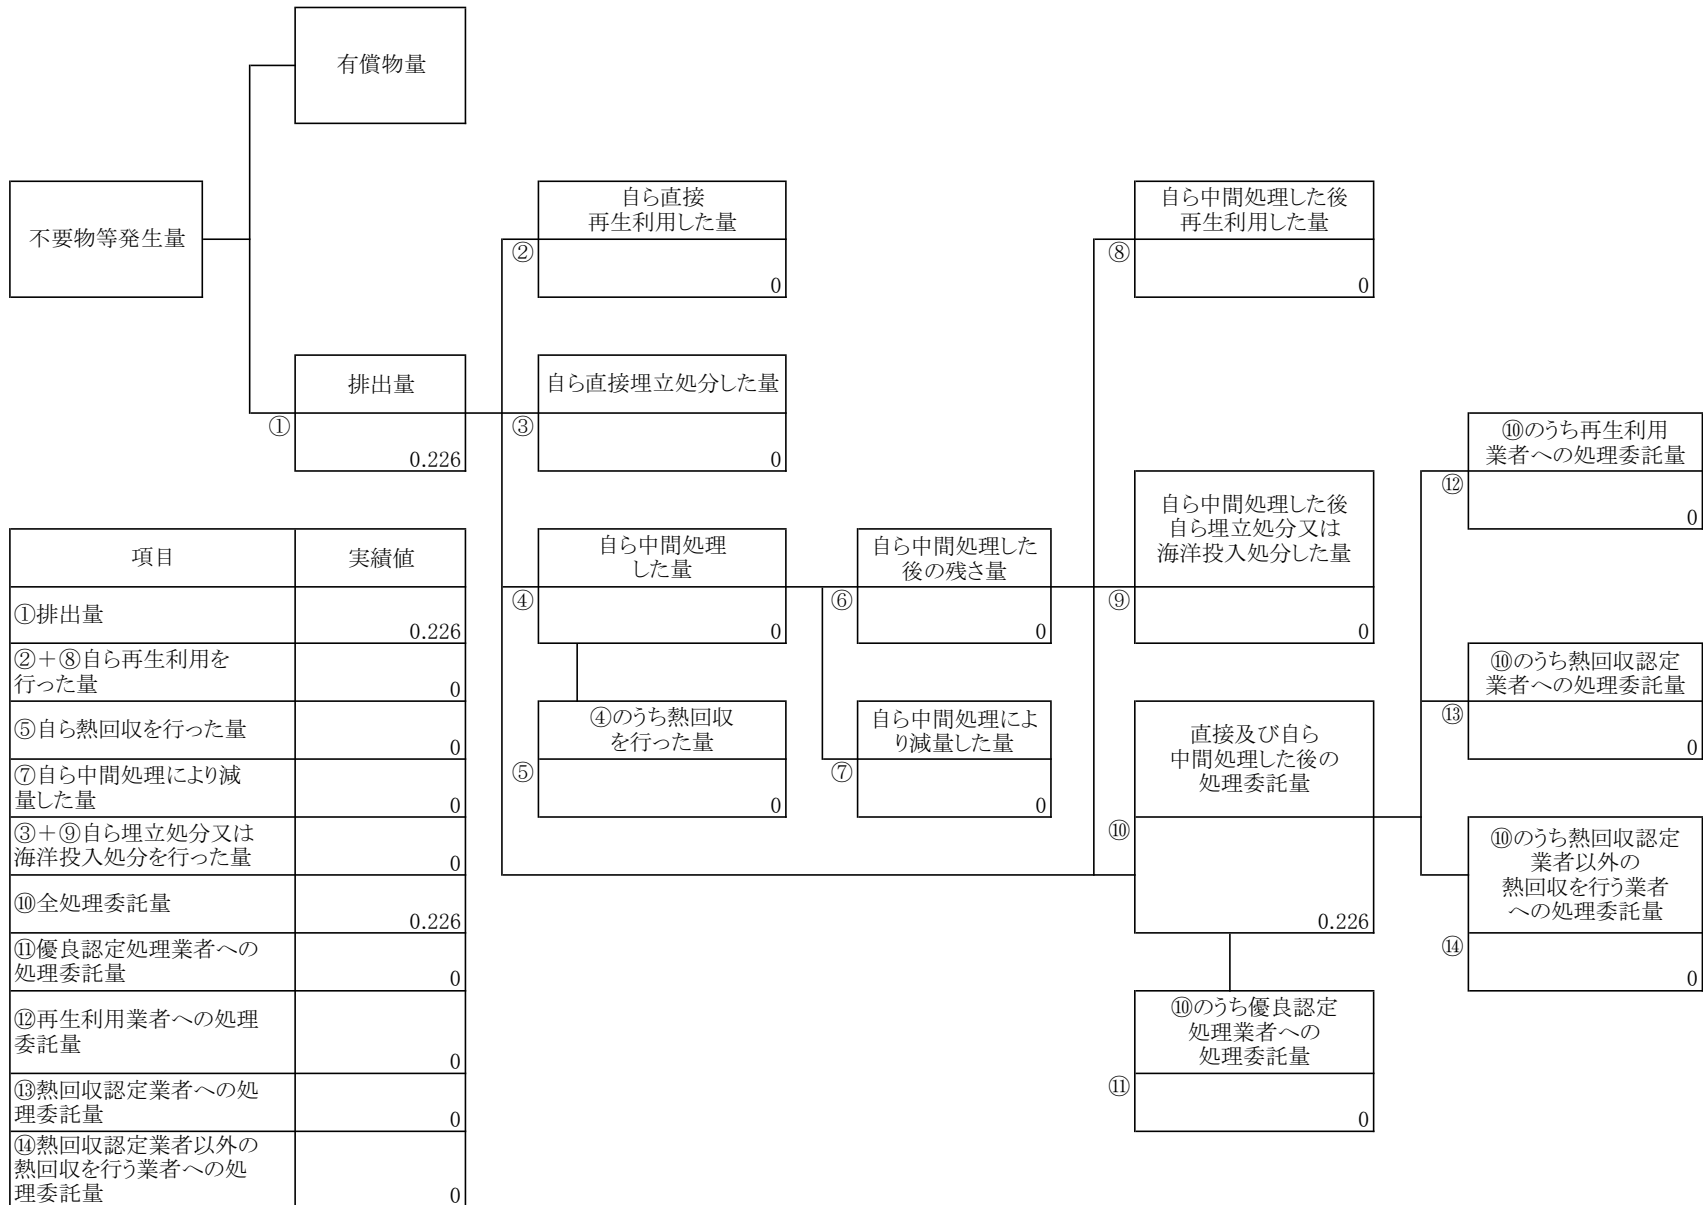 有償物量
不要物等発生量
自ら直接
再生利用した量
②
0
自ら中間処理した後
再生利用した量
⑧
0
排出量
①
0.226
自ら直接埋立処分した量
③
0
⑩のうち再生利用
業者への処理委託量
⑫
0
自ら中間処理
した量
④
0
自ら中間処理した
後の残さ量
⑥
0
自ら中間処理した後
自ら埋立処分又は
海洋投入処分した量
⑨
0
⑩のうち熱回収認定
業者への処理委託量
⑬
0
④のうち熱回収
を行った量
⑤
0
自ら中間処理によ
り減量した量
⑦
0
直接及び自ら
中間処理した後の
処理委託量
⑩
0.226
⑩のうち熱回収認定
業者以外の
熱回収を行う業者
への処理委託量
⑭
0
⑩のうち優良認定
処理業者への
処理委託量
⑪
0
項目 実績値
①排出量
0.226
②＋⑧自ら再生利用を
行った量
0
⑤自ら熱回収を行った量
0
⑦自ら中間処理により減
量した量
0
③＋⑨自ら埋立処分又は
海洋投入処分を行った量
0
⑩全処理委託量
0.226
⑪優良認定処理業者への
処理委託量
0
⑫再生利用業者への処理
委託量
0
⑬熱回収認定業者への処
理委託量
0
⑭熱回収認定業者以外の
熱回収を行う業者への処
理委託量
0